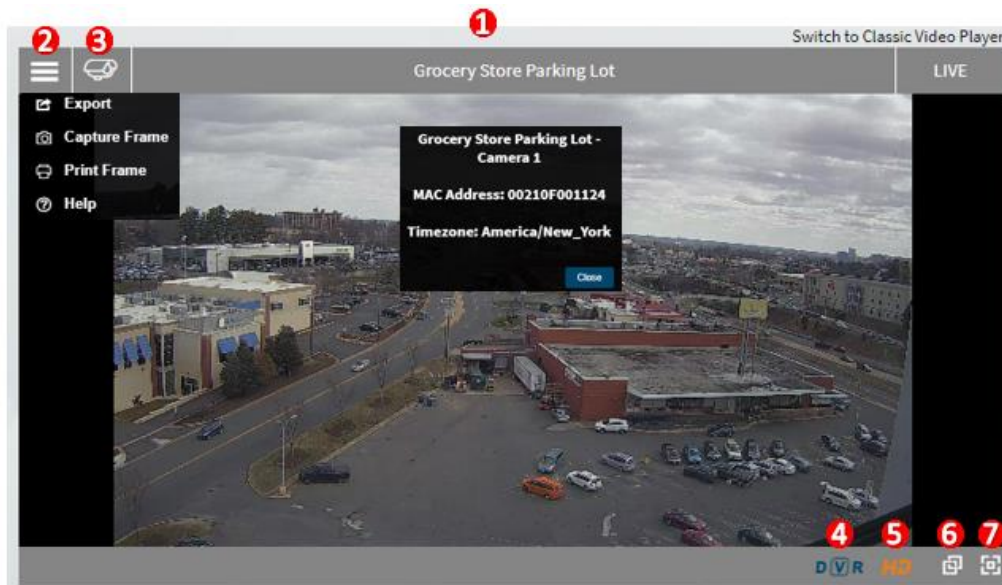 1
2
3
Switch to Classic Video Player
Grocery Store Parking Lot
LIVE
Export
Capture Frame
Print Frame
Help
Grocery Store Parking Lot -
Camera 1
MAC Address: 00210F001124
Timezone: America/New_York
Close
4
5
6
7
DVR
HD